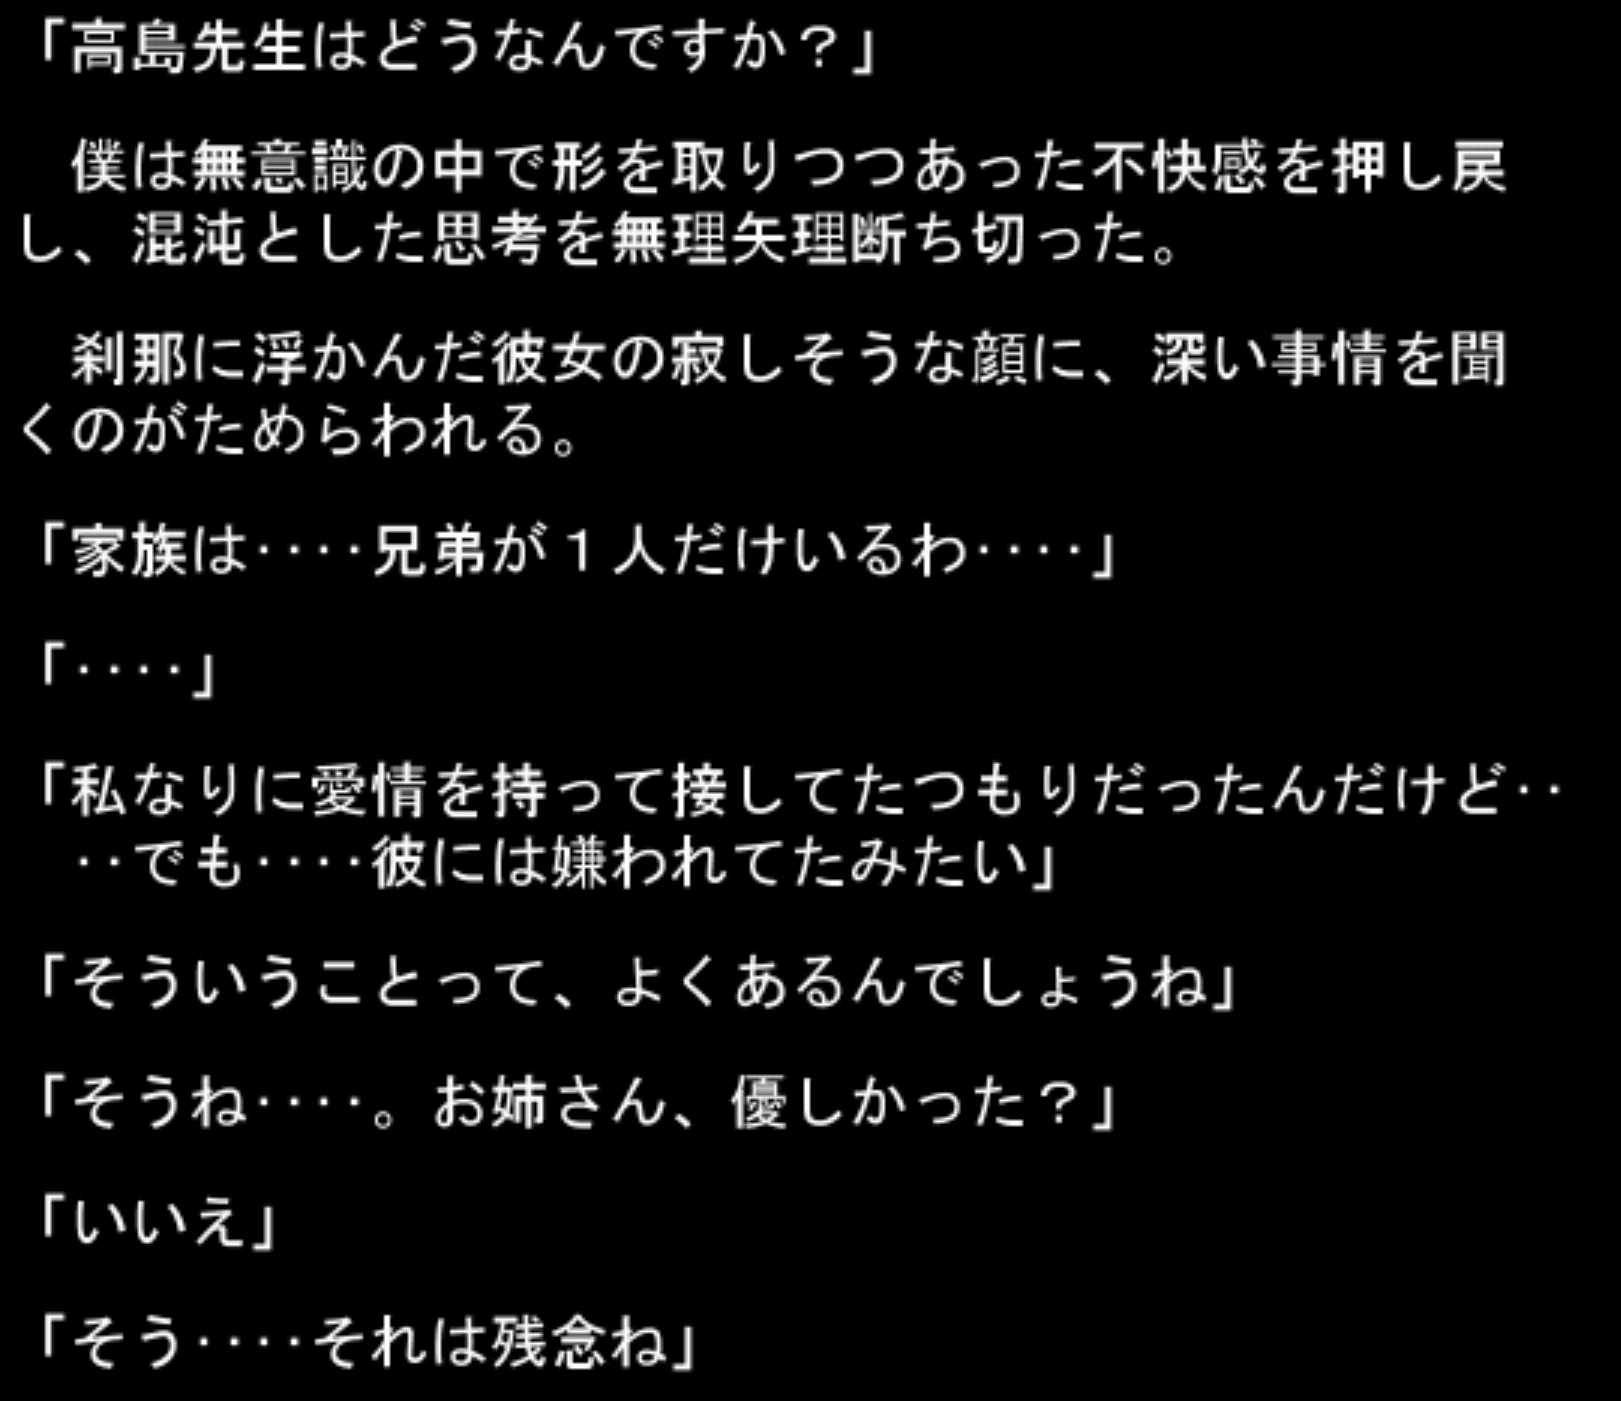 「高島先生はどうなんですか？」
　僕は無意識の中で形を取りつつあった不快感を押し戻
し、混沌とした思考を無理矢理断ち切った。
　刹那に浮かんだ彼女の寂しそうな顔に、深い事情を聞
くのがためらわれる。
「家族は‥‥兄弟が１人だけいるわ‥‥」
「‥‥」
「私なりに愛情を持って接してたつもりだったんだけど‥
　‥でも‥‥彼には嫌われてたみたい」
「そういうことって、よくあるんでしょうね」
「そうね‥‥。お姉さん、優しかった？」
「いいえ」
「そう‥‥それは残念ね」